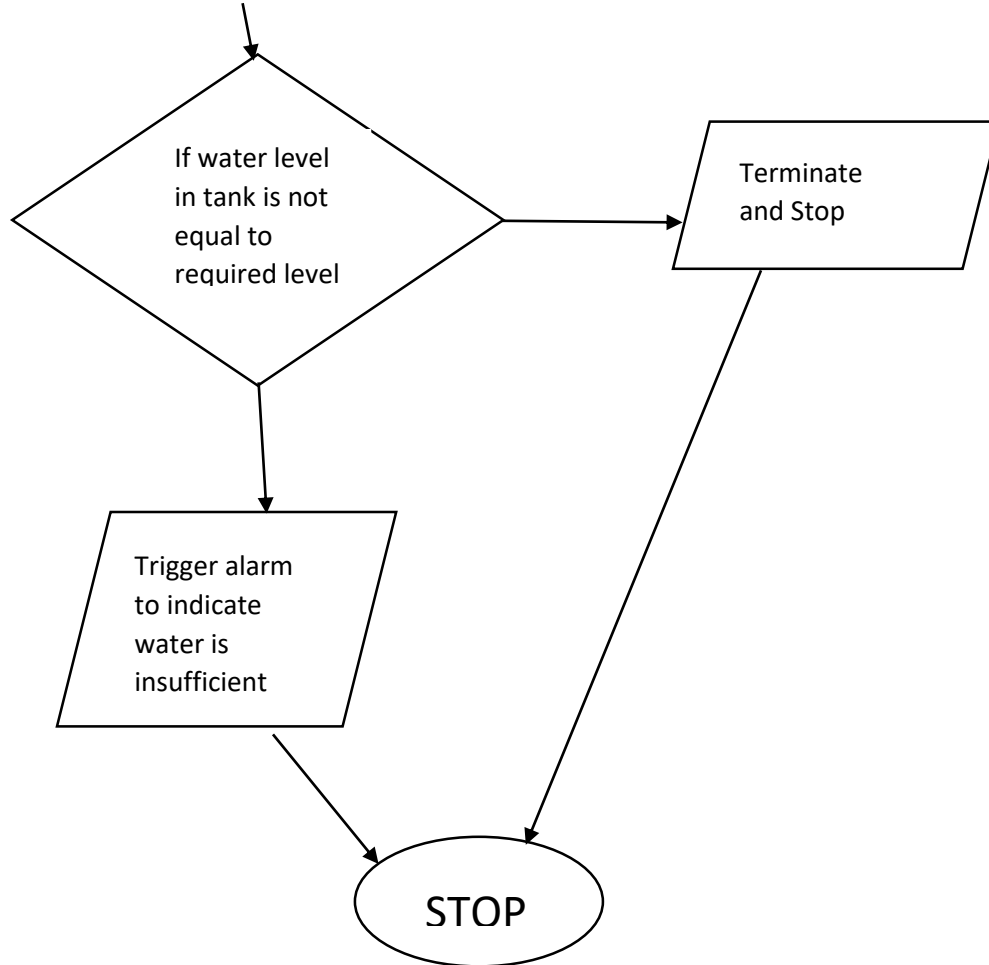 If water level
in tank is not
equal to
required level
Terminate
and Stop
Trigger alarm
to indicate
water is
insufficient
STOP